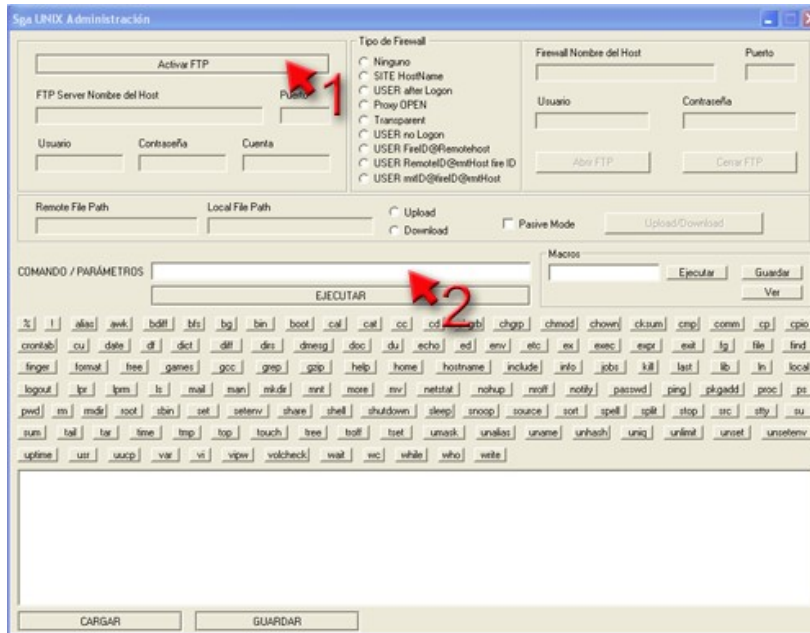 Sga UNIX Administración
Activar FTP
1
FTP Server Nombre del Host
Puerto
Usuario Contraseña Cuenta
Tipo de Firewall
Ninguno
SITE HostName
USER after Logon
Proxy OPEN
Transparent
USER no Logon
USER FireID@Remotehost
USER RemoteID@rmtHost fire ID
USER rmtID@fireID@rmtHost
Firewall Nombre del Host Puerto
Usuario Contraseña
Abrir FTP Cerrar FTP
Remote File Path Local File Path
Upload
Download
Pasive Mode
Upload/Download
COMANDO / PARÁMETROS
EJECUTAR
2
Macros
Ejecutar Guardar
Ver
% ! alias awk bdiff bfs bg bin boot cal cat cc cd chgrp chmod chown cksum cmp comm cp cpio
crontab cu date df dict diff dirs dmesg doc du echo ed env etc ex exec expr exit fg file find
finger format free games gcc grep gzip help home hostname include info jobs kill last lib ln local
logout lpr lprm ls mail man mkdir mnt more mv netstat nohup nroff notify passwd ping pkgadd proc ps
pwd rm rmdir root sbin set setenv share shell shutdown sleep snoop source sort spell split stop src stty su
sum tail tar time tmp top touch tree troff tset umask unalias uname unhash uniq unlimit unset unsetenv
uptime usr uucp var vi vipw volcheck wait wc while who write
CARGAR GUARDAR